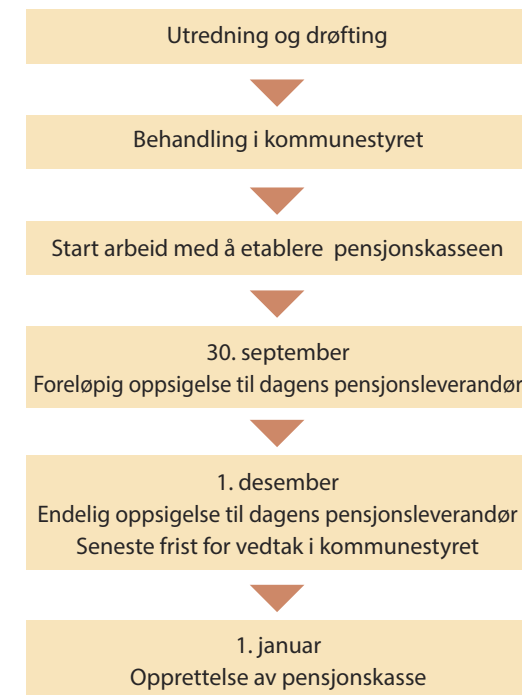 Utredning og drøfting
Behandling i kommunestyret
Start arbeid med å etablere pensjonskasseen
30. september
Foreløpig oppsigelse til dagens pensjonsleverandør
1. desember
Endelig oppsigelse til dagens pensjonsleverandør
Seneste frist for vedtak i kommunestyret
1. januar
Opprettelse av pensjonskasse